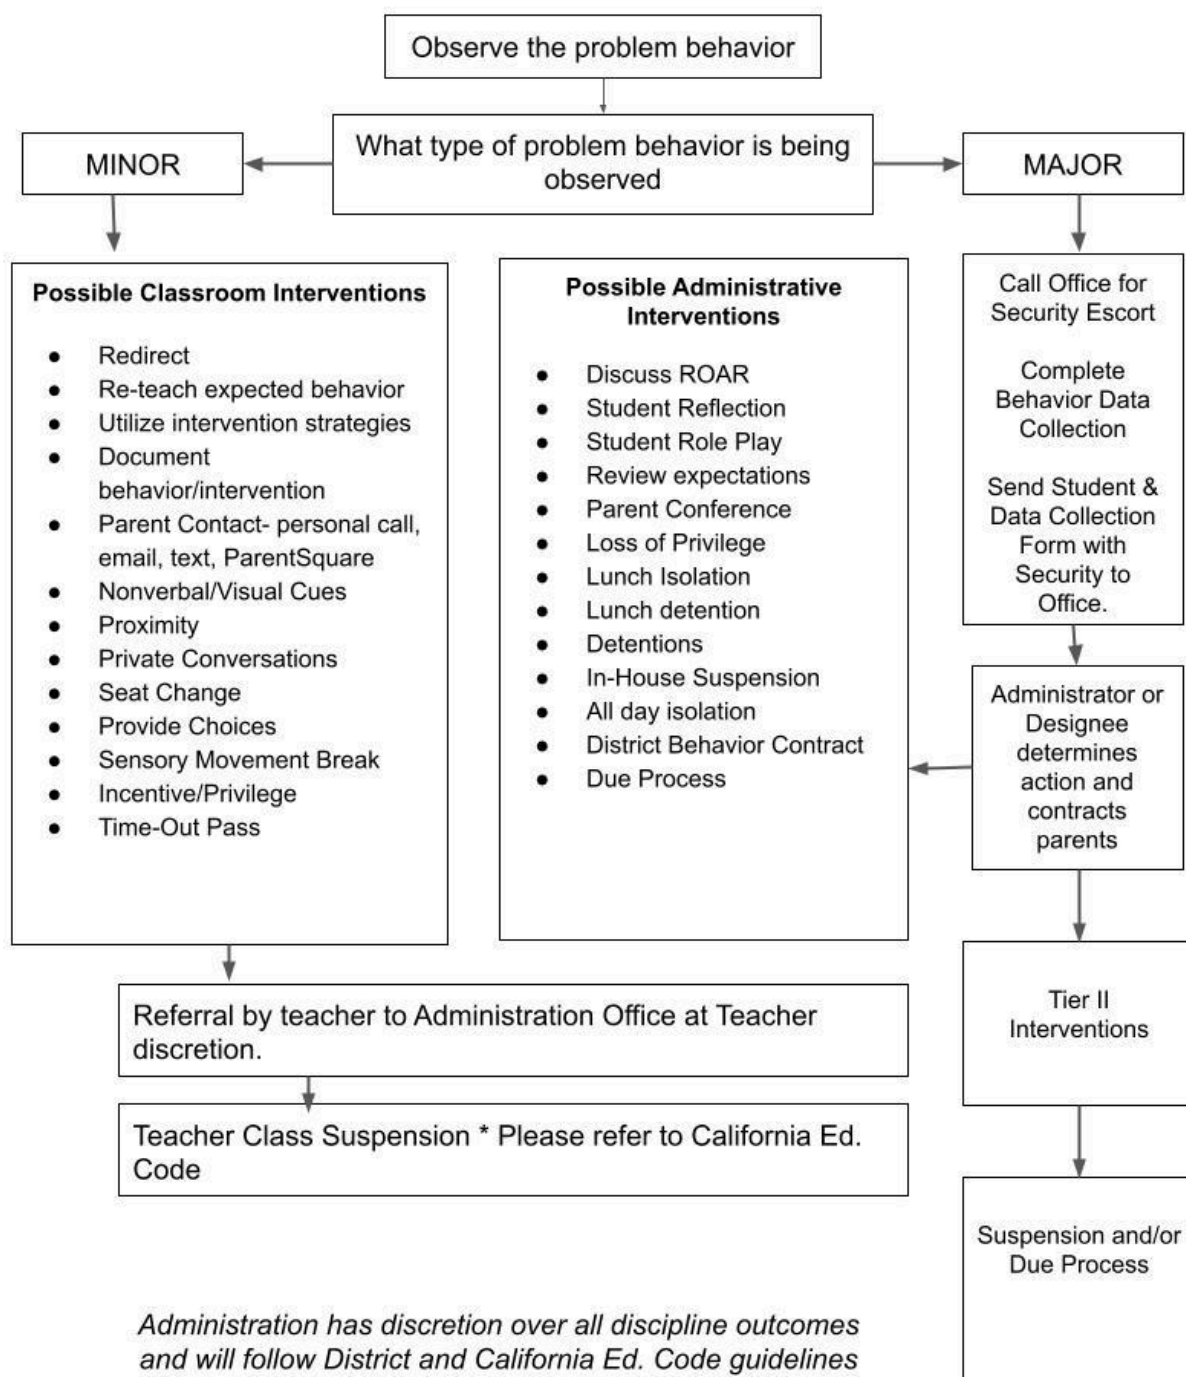 Observe the problem behavior
What type of problem behavior is being
observed
MINOR
MAJOR
Possible Classroom Interventions
● Redirect
● Re-teach expected behavior
● Utilize intervention strategies
● Document
behavior/intervention
● Parent Contact- personal call,
email, text, ParentSquare
● Nonverbal/Visual Cues
● Proximity
● Private Conversations
● Seat Change
● Provide Choices
● Sensory Movement Break
● Incentive/Privilege
● Time-Out Pass
Possible Administrative
Interventions
● Discuss ROAR
● Student Reflection
● Student Role Play
● Review expectations
● Parent Conference
● Loss of Privilege
● Lunch Isolation
● Lunch detention
● Detentions
● In-House Suspension
● All day isolation
● District Behavior Contract
● Due Process
Call Office for
Security Escort
Complete
Behavior Data
Collection
Send Student &
Data Collection
Form with
Security to
Office.
Administrator or
Designee
determines
action and
contracts
parents
Tier II
Interventions
Suspension and/or
Due Process
Referral by teacher to Administration Office at Teacher
discretion.
Teacher Class Suspension * Please refer to California Ed.
Code
Administration has discretion over all discipline outcomes
and will follow District and California Ed. Code guidelines